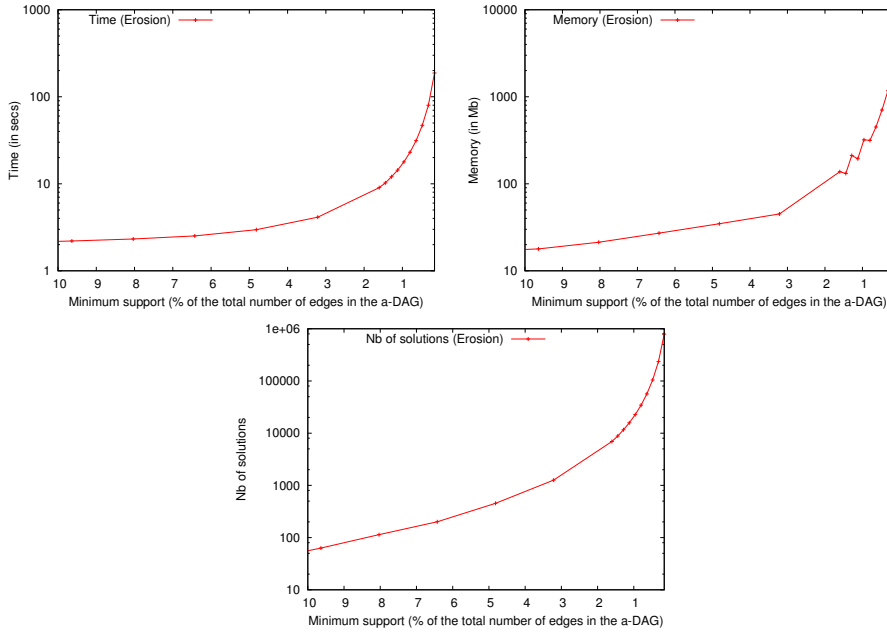 Time (Erosion)
1000
100
10
1
Time (in secs)
10 9 8 7 6 5 4 3 2 1
Minimum support (% of the total number of edges in the a-DAG)
Memory (Erosion)
10000
1000
100
10
Memory (in Mb)
10 9 8 7 6 5 4 3 2 1
Minimum support (% of the total number of edges in the a-DAG)
Nb of solutions (Erosion)
1e+06
100000
10000
1000
100
10
Nb of solutions
10 9 8 7 6 5 4 3 2 1
Minimum support (% of the total number of edges in the a-DAG)